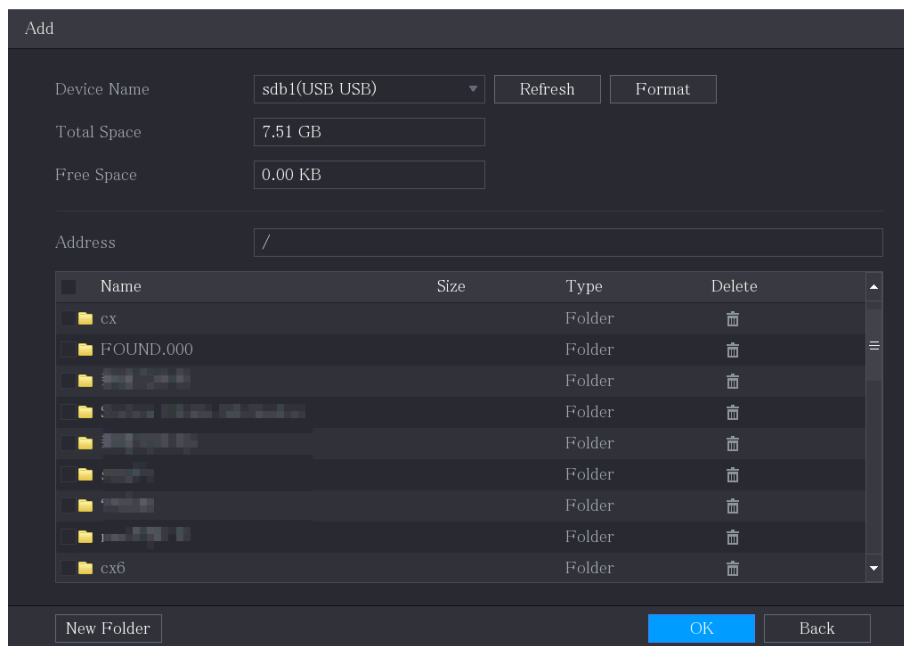 Add
Device Name sdb1(USB USB) Refresh Format
Total Space 7.51 GB
Free Space 0.00 KB
Address /
Name Size Type Delete
cx Folder
FOUND.000 Folder
Folder
Folder
Folder
Folder
Folder
Folder
cx6 Folder
New Folder OK Back